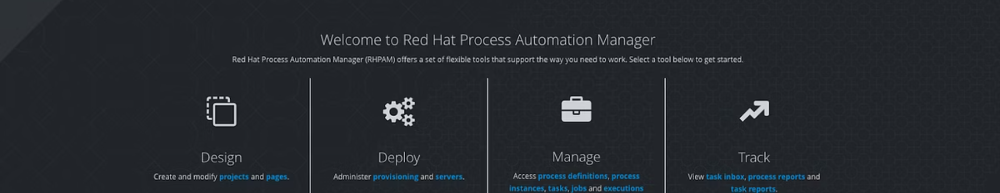 Welcome to Red Hat Process Automation Manager
Red Hat Process Automation Manager (RHPAM) offers a set of flexible tools that support the way you need to work. Select a tool below to get started.
Design
Create and modify projects and pages.
Deploy
Administer provisioning and servers.
Manage
Access process definitions, process
instances, tasks, jobs and executions
Track
View task inbox, process reports and
task reports.